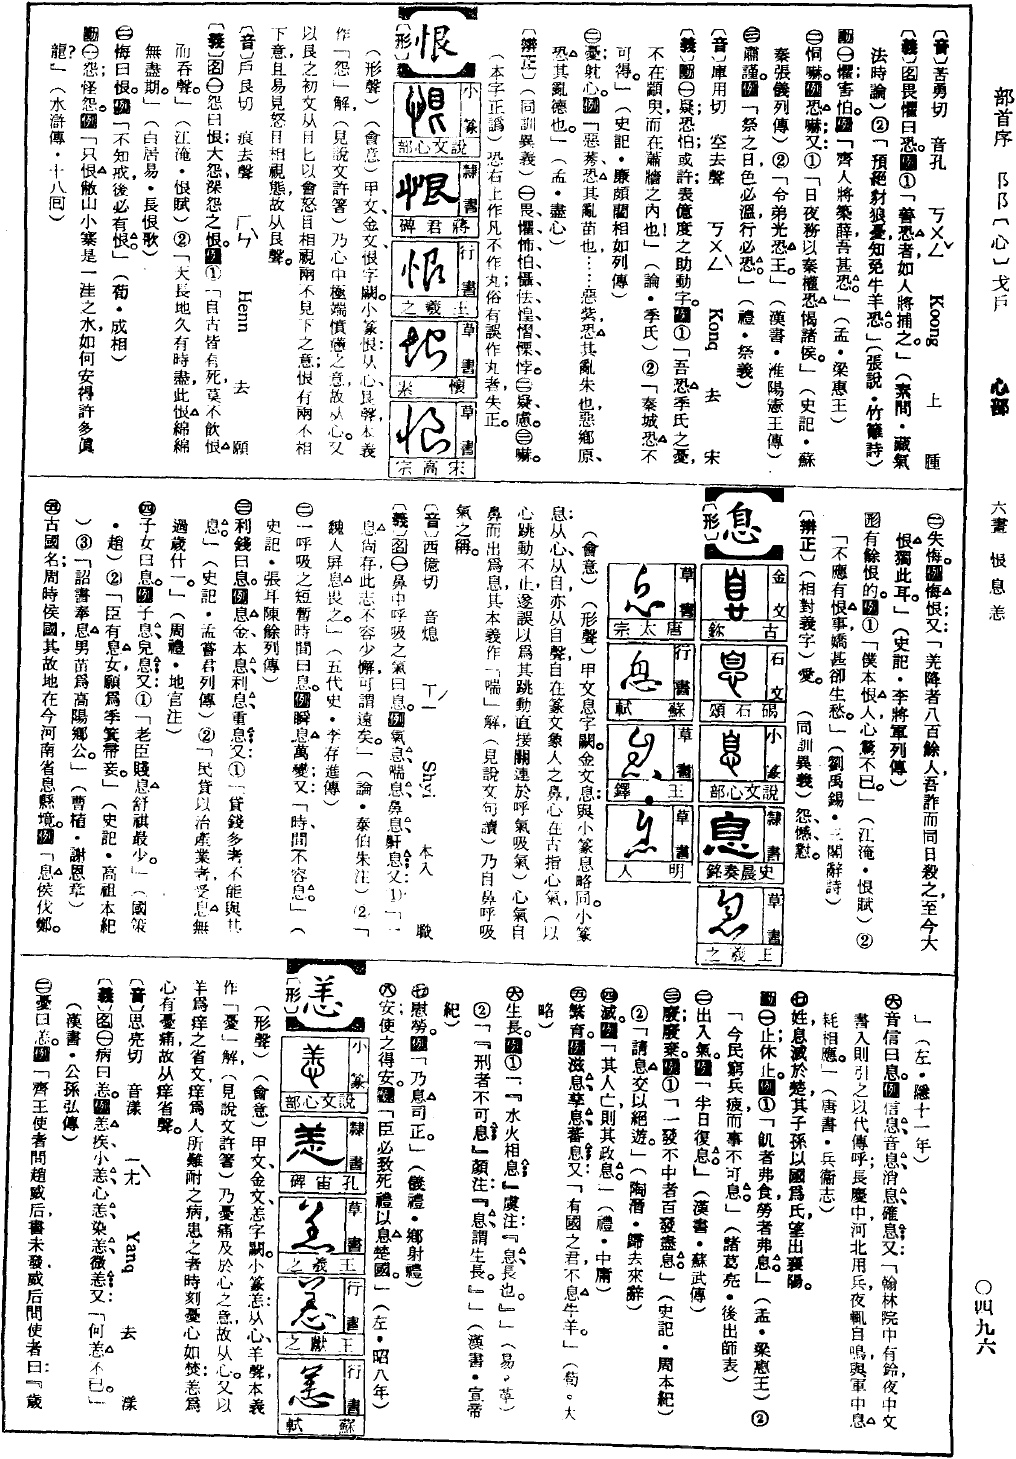 部首序 阝阝〔心〕戈戶 心部 六畫 恨息恙 〇四九六
〔音〕苦勇切 音孔 ㄎㄨㄥˇ Koong 上 腫
〔義〕名畏懼曰恐。例①「善恐者如人將捕之。」(素問・藏氣
法時論)②「預絕豺狼憂知免牛羊恐。」(張說・竹籬詩)
動㊀懼;害怕。例「齊人將築薛吾甚恐。」(孟・梁惠王)
㊁恫嚇。例恐嚇又①「日夜務以秦權恐愒諸侯。」(史記・蘇
秦張儀列傳)②「令弟光恐王。」(漢書・淮陽憲王傳)
㊂肅謹。例「祭之日色必溫行必恐。」(禮・祭義)
〔音〕庫用切 空去聲 ㄎㄨㄥˋ Konq 去 宋
〔義〕動㊀疑恐;怕或許;表億度之助動字。例①「吾恐季氏之憂,
不在顓臾而在蕭牆之內也!」(論・季氏)②「秦城恐不
可得。」(史記・廉頗藺相如列傳)
㊁憂躭心。例「惡莠恐其亂苗也……惡紫恐其亂朱也,惡鄉原、
恐其亂德也。」(孟・盡心)
〔辨正〕(同訓異義)㊀畏、懼、怖、怕、懾、怯、惶、慴、慄、悸。㊁疑、慮。㊂嚇。
(本字正譌)恐右上作凡不作丸;俗有誤作丸者失正。
恨
〔形〕
小篆 說文心部
隸書 蔣君碑
行書 王羲之
草書 懷素
草書 宋高宗
(形聲)(會意)甲文、金文、恨字闕。小篆恨:从心、艮聲,本義
作「怨」解(見說文許箸)乃心中極端憤懣之意,故从心。又
以艮之初文从目匕以會怒目相視兩不見下之意;恨有兩不相
下意,且易見怒目相視態,故从艮聲。
〔音〕戶艮切 痕去聲 ㄏㄣˋ Henn 去 願
〔義〕名㊀怨曰恨;大怨、深怨之恨。例①「自古皆有死莫不飲恨
而吞聲」(江淹・恨賦)②「天長地久有時盡,此恨綿綿
無盡期」(白居易・長恨歌)
㊁悔曰恨。例「不知戒後必有恨。」(荀・成相)
動㊀怨;怪怨。例「只恨敝山小寨是一洼之水,如何安得許多眞
龍?」(水滸傳・十八囘)
㊁失悔。例悔恨又「羌降者八百餘人,吾詐而同日殺之;至今大
恨獨此耳」(史記・李將軍列傳)
形有餘恨的。例①「僕本恨人心驚不已。」(江淹・恨賦)②
「不應有恨事,嬌甚卻生愁。」(劉禹錫・三閣辭詩)
〔辨正〕(相對義字)愛。 (同訓異義)怨、憾、懟。
息
〔形〕
金文 古鉥
石文 碣石頌
小篆 說文心部
隸書 史晨奏銘
草書 王羲之
草書 唐太宗
行書 蘇軾
草書 王鐸
草書 明人
(會意)(形聲)甲文息字闕。金文息:與小篆息略同。小篆
息:从心、从自,亦从自聲,自在篆文象人之鼻,心在古指心氣(以
心跳動不止遂誤以爲其跳動直接關連於呼氣吸氣)心氣自
鼻而出爲息,其本義作「喘」解(見說文句讀)乃自鼻呼吸
氣之稱。
〔音〕西億切 音熄 ㄒㄧˊ Shyi 本入 職
〔義〕名㊀鼻中呼吸之氣曰息。例氣息、喘息、鼻息、鼾息;又①「一
息尙存此志不容少懈可謂遠矣。」(論・泰伯朱注)②「
魏人屛息畏之。」(五代史・李存進傳)
㊁一呼吸之短暫時間曰息。例瞬息萬變;又「時間不容息。」(
史記・張耳陳餘列傳)
㊂利錢曰息。例息金、本息、利息、重息;又①「貸錢多者不能與其
息」(史記・孟嘗君列傳)②「民貸以治產業者,受息無
過歲什一。」(周禮・地官注)
㊃子女曰息。例子息、兒息;又①「老臣賤息舒祺最少。」(國策
・趙)②「臣有息女願爲季箕帚妾。」(史記・高祖本紀
)③「詔書奉息男苗爲高陽鄉公。」(曹植・謝恩章)
㊄古國名;周時侯國,其故地在今河南省息縣境。例「息侯伐鄭。
」(左・隱十一年)
㊅音信曰息。例信息、音息、消息、確息;又「翰林院中有鈴,夜中文
書入則引之以代傳呼,長慶中河北用兵,夜輒自鳴,與軍中息
耗相應。」(唐書・兵衞志)
㊆姓。息滅於楚,其子孫以國爲氏,望出襄陽。
動㊀止;休止。例①「飢者弗食,勞者弗息」(孟・梁惠王)②
「今民窮兵疲而事不可息。」(諸葛亮・後出師表)
㊁出入氣。例「半日復息」(漢書・蘇武傳)
㊂廢;廢棄。例①「一發不中者,百發盡息」(史記・周本紀)
②「請息交以絕遊。」(陶潛・歸去來辭)
㊃滅。例「其人亡則其政息。」(禮・中庸)
㊄繁育。例滋息、孳息、蕃息;又「有國之君不息牛羊。」(荀・大
略)
㊅生長。例①「『水火相息』虞注:『息,長也。』」(易・革)
②「『刑者不可息』顏注:『息謂生長。』」(漢書・宣帝
紀)
㊆慰勞。例「乃息司正。」(儀禮・鄉射禮)
㊇安;使之得安。例「臣必致死禮以息楚國。」(左・昭八年)
恙
〔形〕
小篆 說文心部
隸書 孔宙碑
草書 王羲之
行書 王獻之
行書 蘇軾
(形聲)(會意)甲文、金文、恙字闕。小篆恙:从心、羊聲,本義
作「憂」解(見說文許箸)乃憂痛及於心之意,故从心。又以
羊爲痒之省文,痒爲人所難耐之病,患之者時刻憂心如焚;恙爲
心有憂痛,故从痒省聲。
〔音〕思亮切 音漾 ㄧㄤˋ Yanq 去 漾
〔義〕名㊀病曰恙。例恙疾、小恙、心恙、染恙、微恙;又「何恙不已。」
(漢書・公孫弘傳)
㊁憂曰恙。例「齊王使者問趙威后,書未發,威后問使者曰:『歲